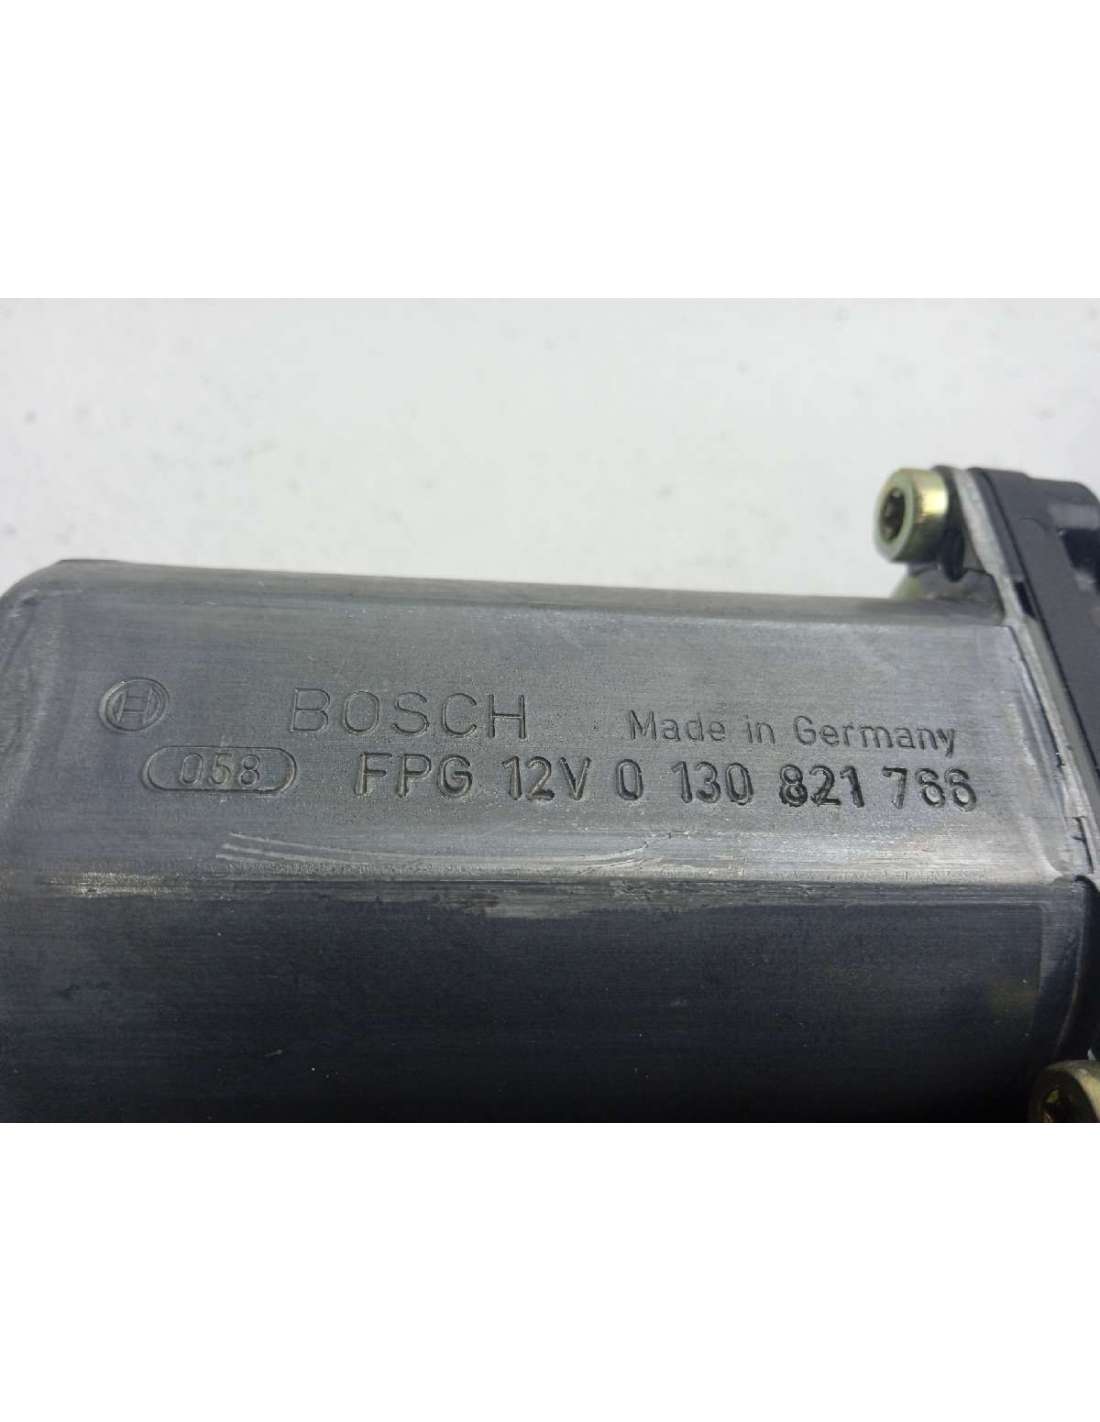 BOSCH Made in Germany
058 FPG 12V 0 130 821 766